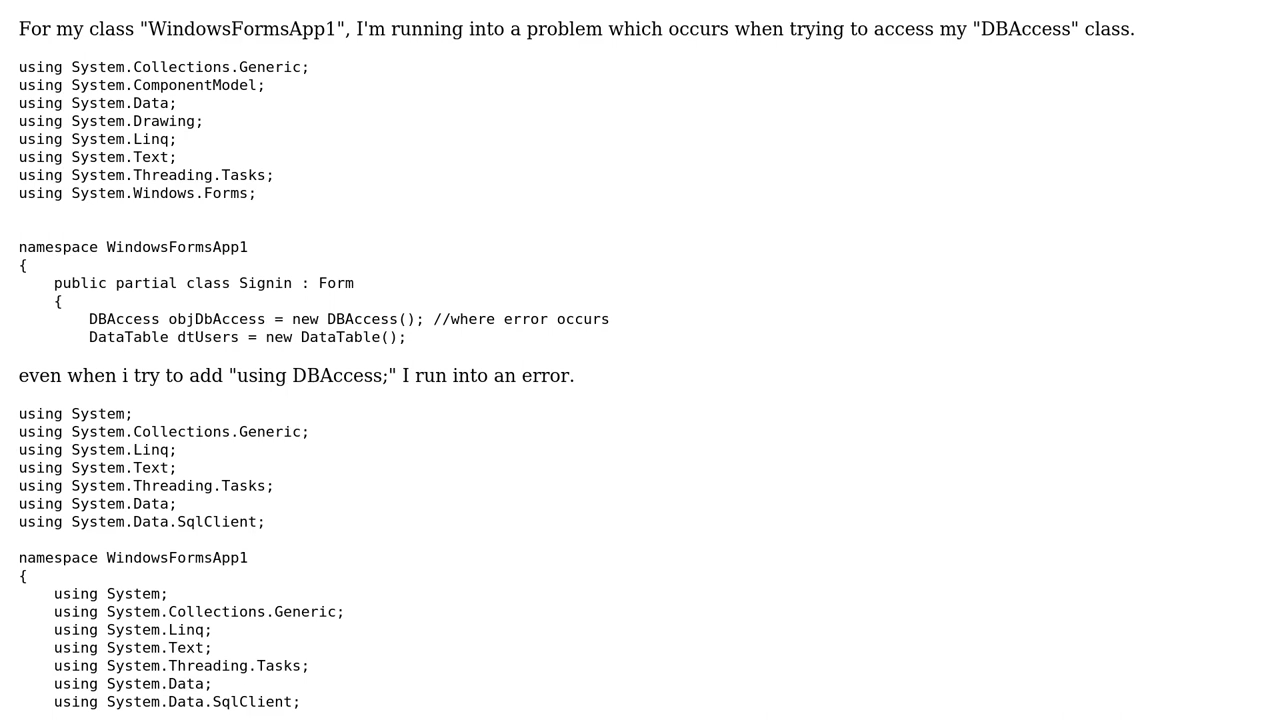 For my class "WindowsFormsApp1", I'm running into a problem which occurs when trying to access my "DBAccess" class.
using System.Collections.Generic;
using System.ComponentModel;
using System.Data;
using System.Drawing;
using System.Linq;
using System.Text;
using System.Threading.Tasks;
using System.Windows.Forms;
namespace WindowsFormsApp1
{
    public partial class Signin : Form
    {
        DBAccess objDbAccess = new DBAccess(); //where error occurs
        DataTable dtUsers = new DataTable();
even when i try to add "using DBAccess;" I run into an error.
using System;
using System.Collections.Generic;
using System.Linq;
using System.Text;
using System.Threading.Tasks;
using System.Data;
using System.Data.SqlClient;
namespace WindowsFormsApp1
{
    using System;
    using System.Collections.Generic;
    using System.Linq;
    using System.Text;
    using System.Threading.Tasks;
    using System.Data;
    using System.Data.SqlClient;